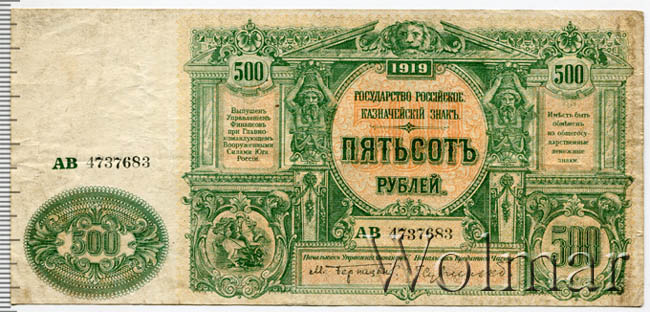 500
1919
500
ГОСУДАРСТВО РОССІЙСКОЕ.
КАЗНАЧЕЙСКІЙ ЗНАКЪ.
Выпущенъ
Управленіемъ
Финансовъ
при Главно
командующемъ
Вооруженными
Силами Юга
Россіи.
Имѣетъ быть
обмѣненъ
на общегосу-
дарственные
денежные
знаки.
ПЯТЬСОТЪ
РУБЛЕЙ
АВ 4737683
АВ 4737683
500
500
Wolmar